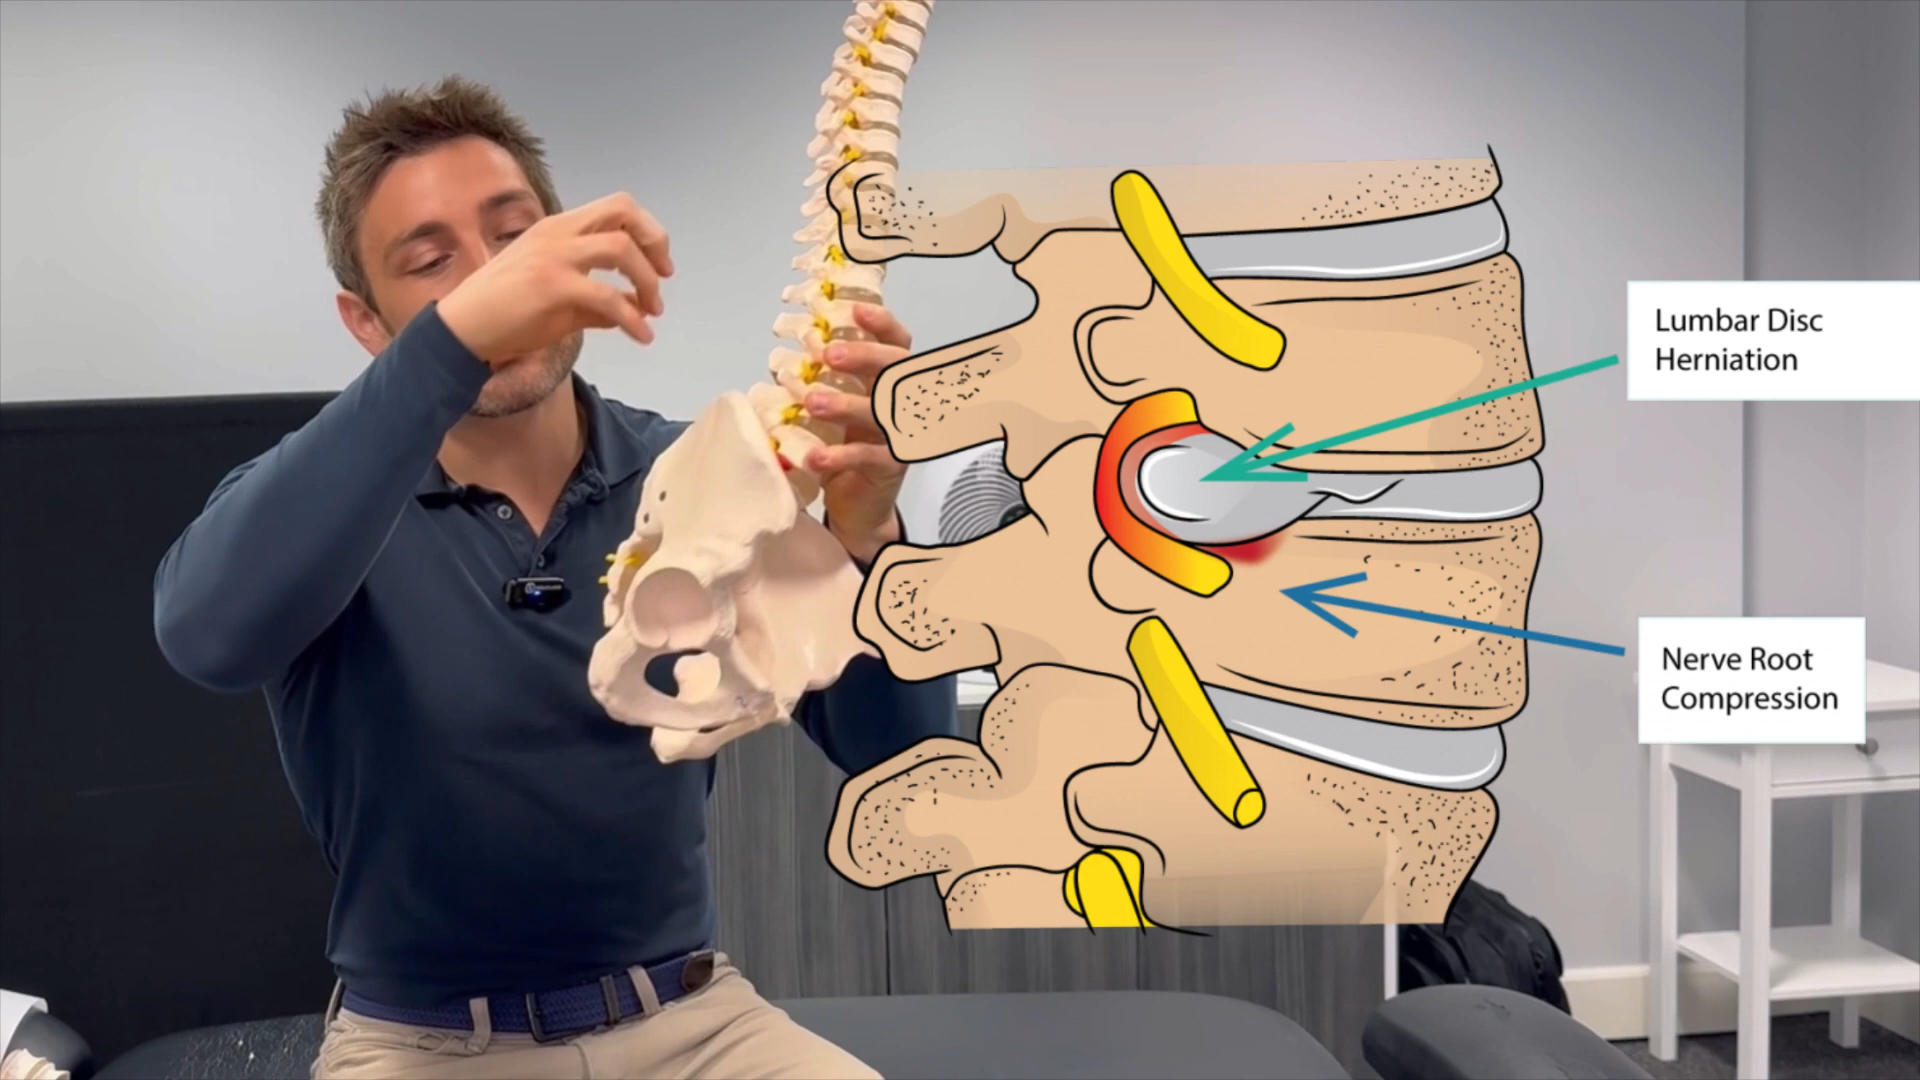 Lumbar Disc
Herniation
Nerve Root
Compression